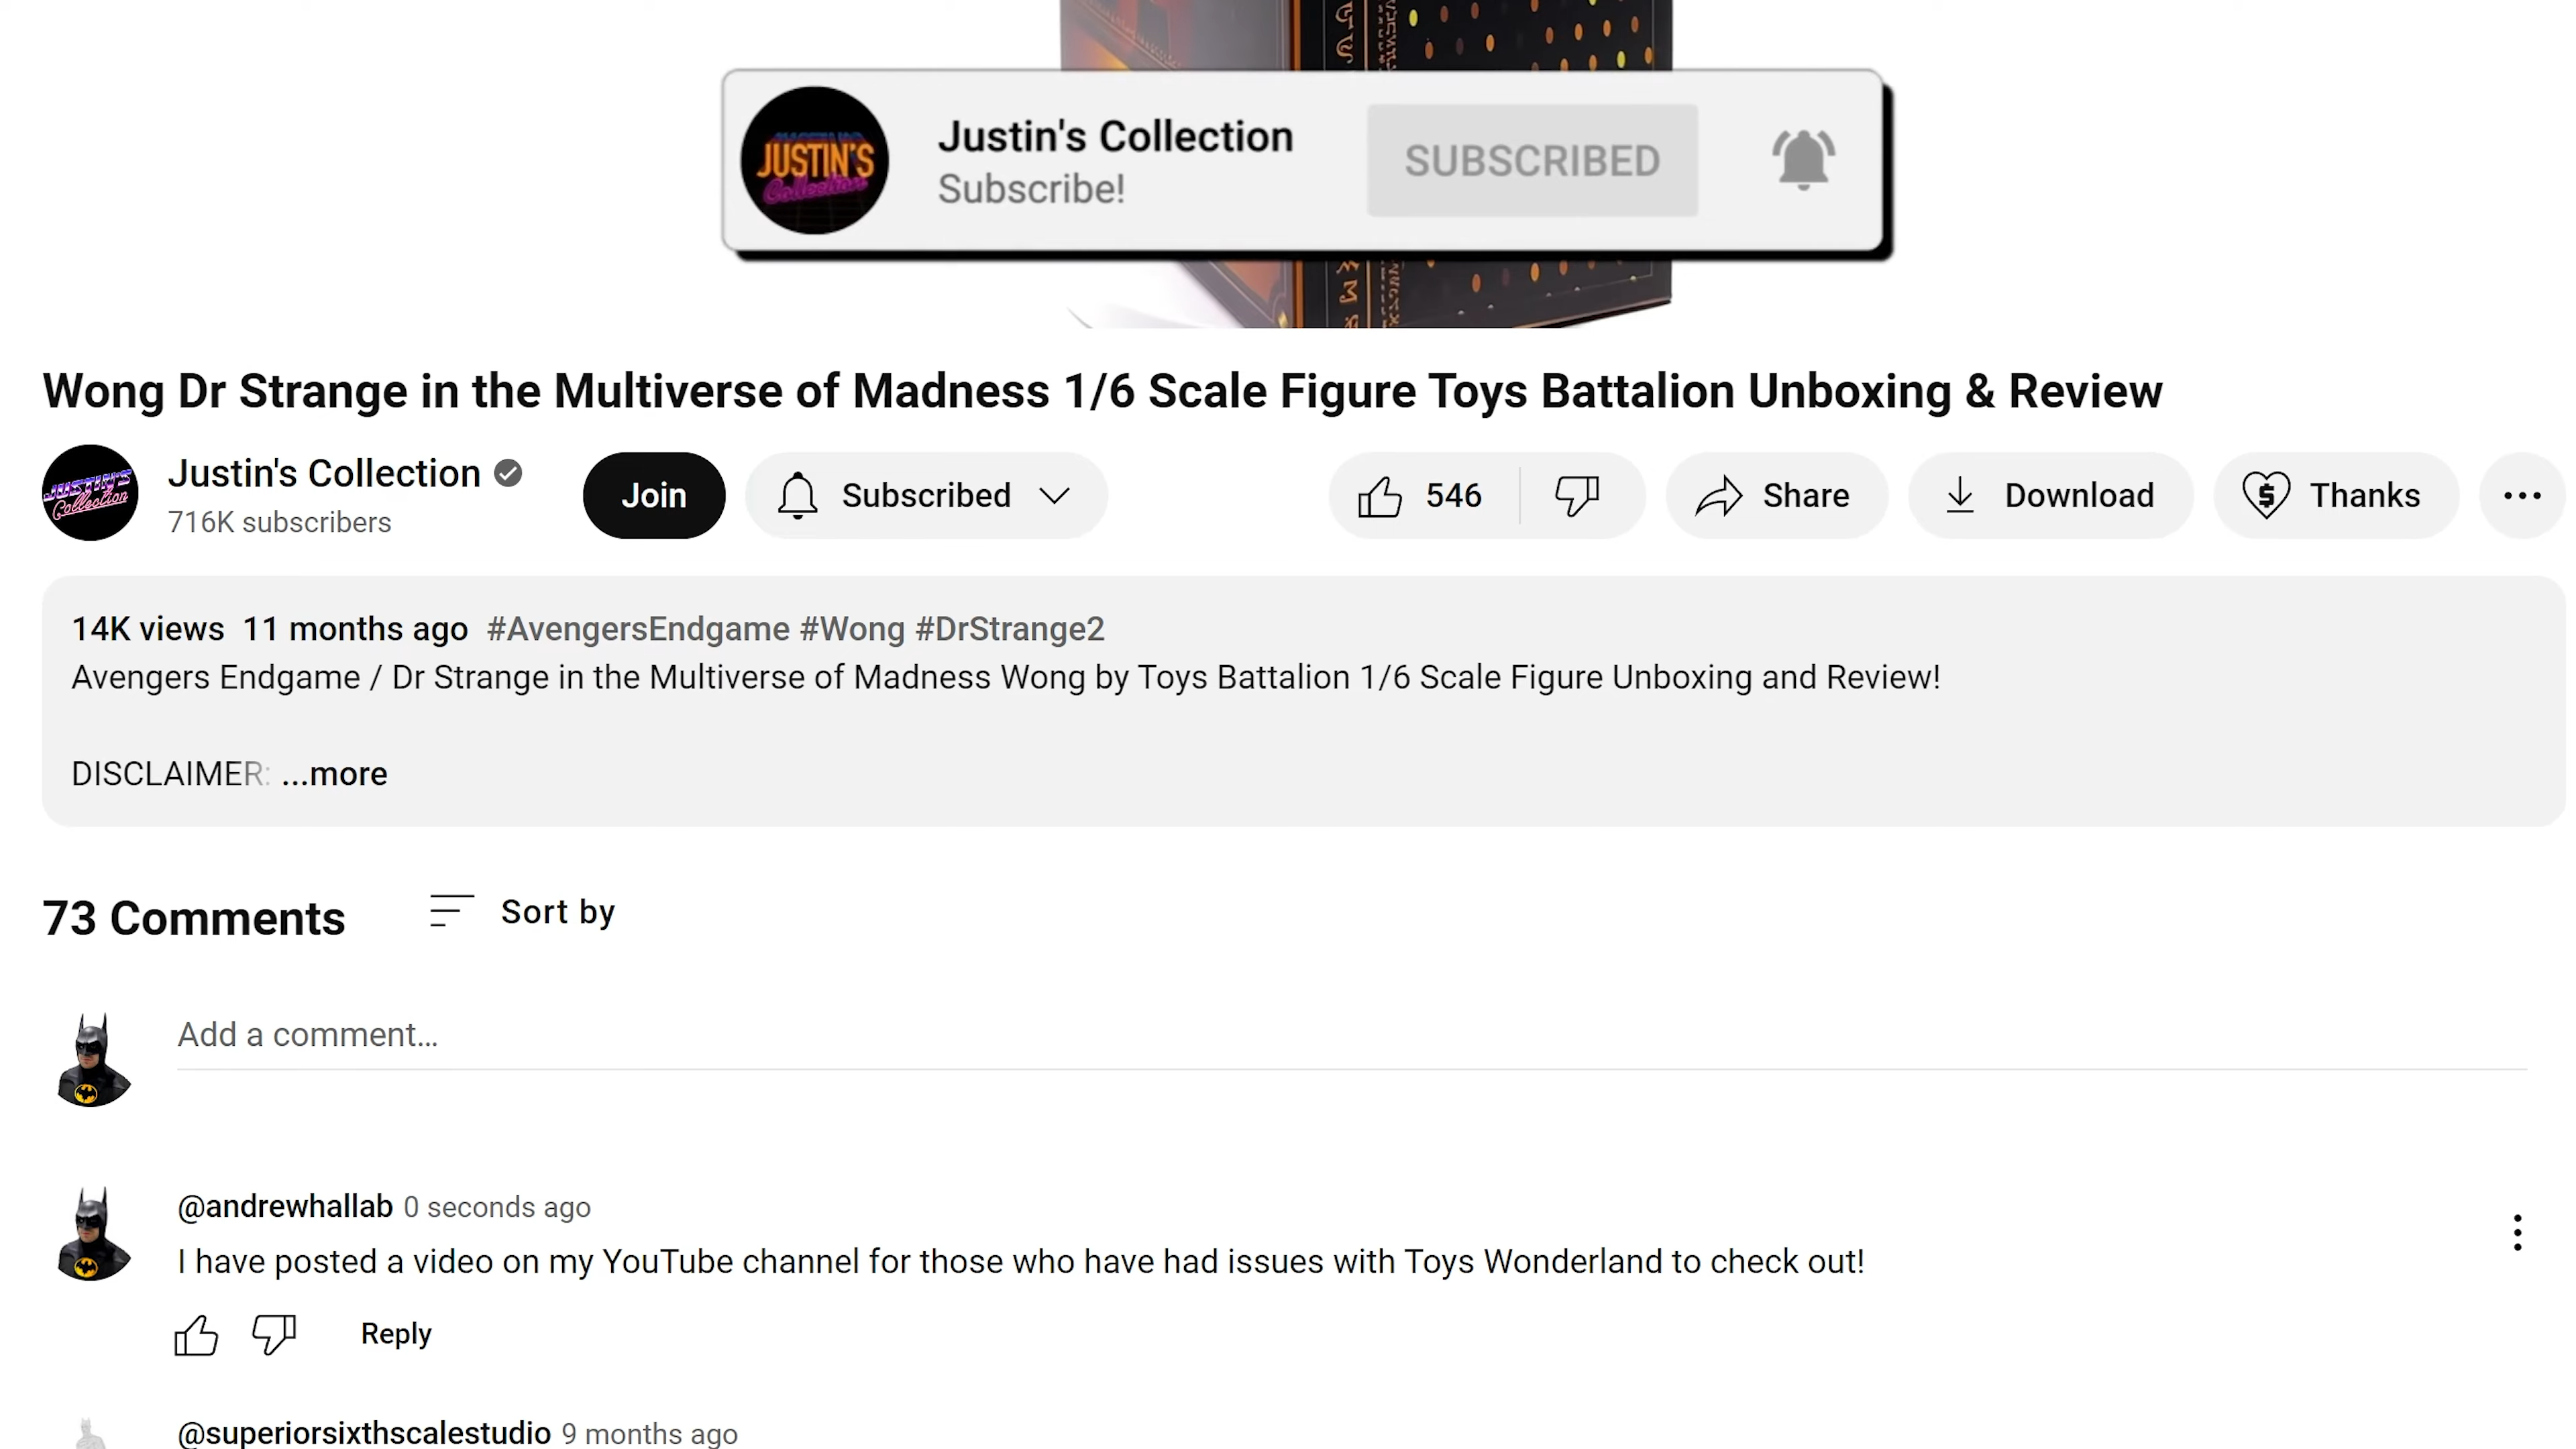 JUSTIN'S
Collection
Justin's Collection
Subscribe!
SUBSCRIBED
Wong Dr Strange in the Multiverse of Madness 1/6 Scale Figure Toys Battalion Unboxing & Review
JUSTIN'S
Collection
Justin's Collection
716K subscribers
Join
Subscribed
546
Share
Download
Thanks
14K views 11 months ago #AvengersEndgame #Wong #DrStrange2
Avengers Endgame / Dr Strange in the Multiverse of Madness Wong by Toys Battalion 1/6 Scale Figure Unboxing and Review!
DISCLAIMER: ...more
73 Comments
Sort by
Add a comment...
@andrewhallab 0 seconds ago
I have posted a video on my YouTube channel for those who have had issues with Toys Wonderland to check out!
Reply
@superiorsixthscalestudio 9 months ago